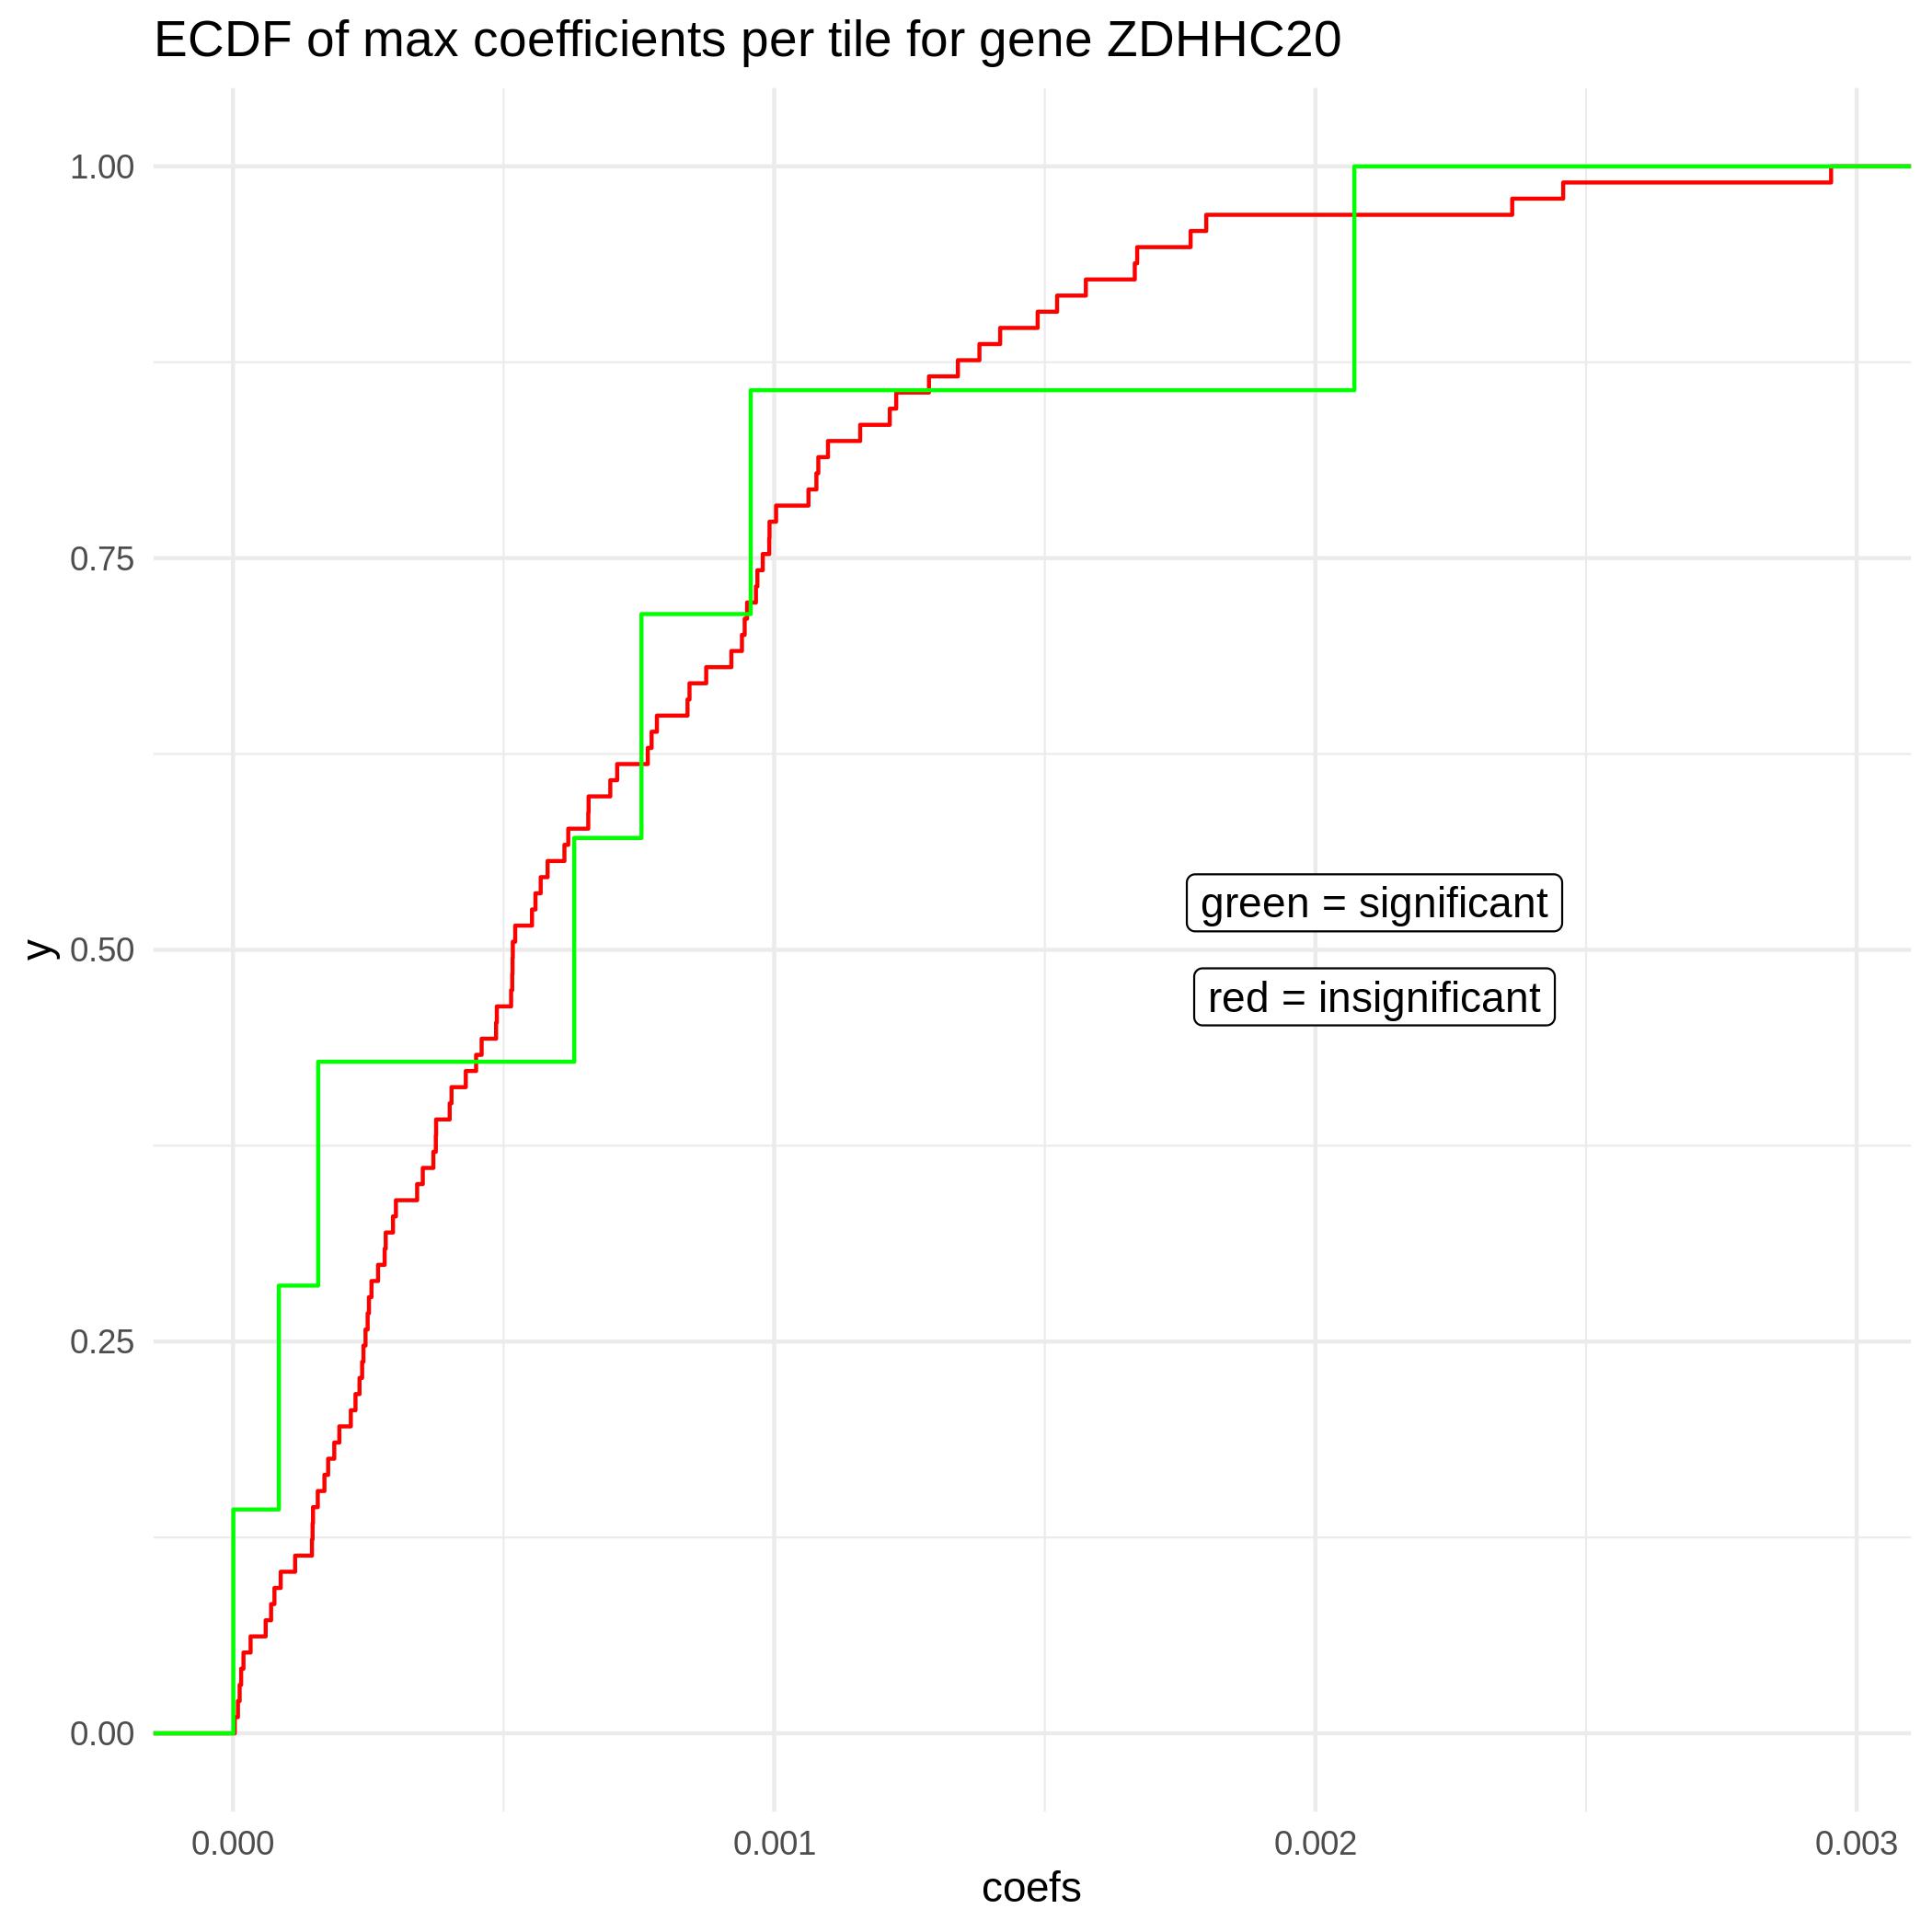 ECDF of max coefficients per tile for gene ZDHHC20
1.00
0.75
0.50
0.25
0.00
y
green = significant
red = insignificant
0.000 0.001 0.002 0.003
coefs